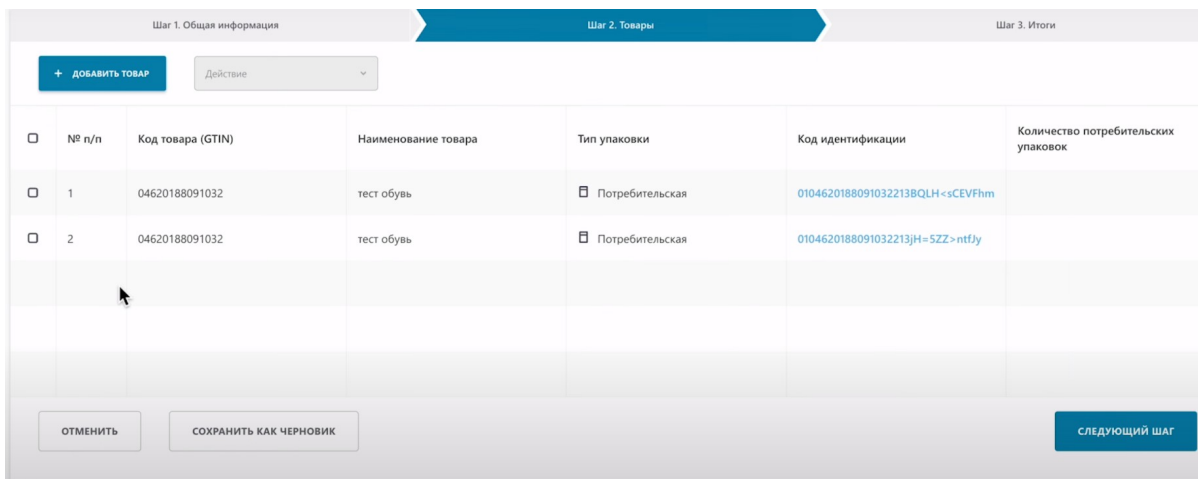 Шаг 1. Общая информация
Шаг 2. Товары
Шаг 3. Итоги
+ ДОБАВИТЬ ТОВАР
Действие
№ п/п
Код товара (GTIN)
Наименование товара
Тип упаковки
Код идентификации
Количество потребительских
упаковок
1
04620188091032
тест обувь
Потребительская
0104620188091032213BQLH<sCEVFhm
2
04620188091032
тест обувь
Потребительская
0104620188091032213jH=5ZZ>ntfJy
ОТМЕНИТЬ
СОХРАНИТЬ КАК ЧЕРНОВИК
СЛЕДУЮЩИЙ ШАГ